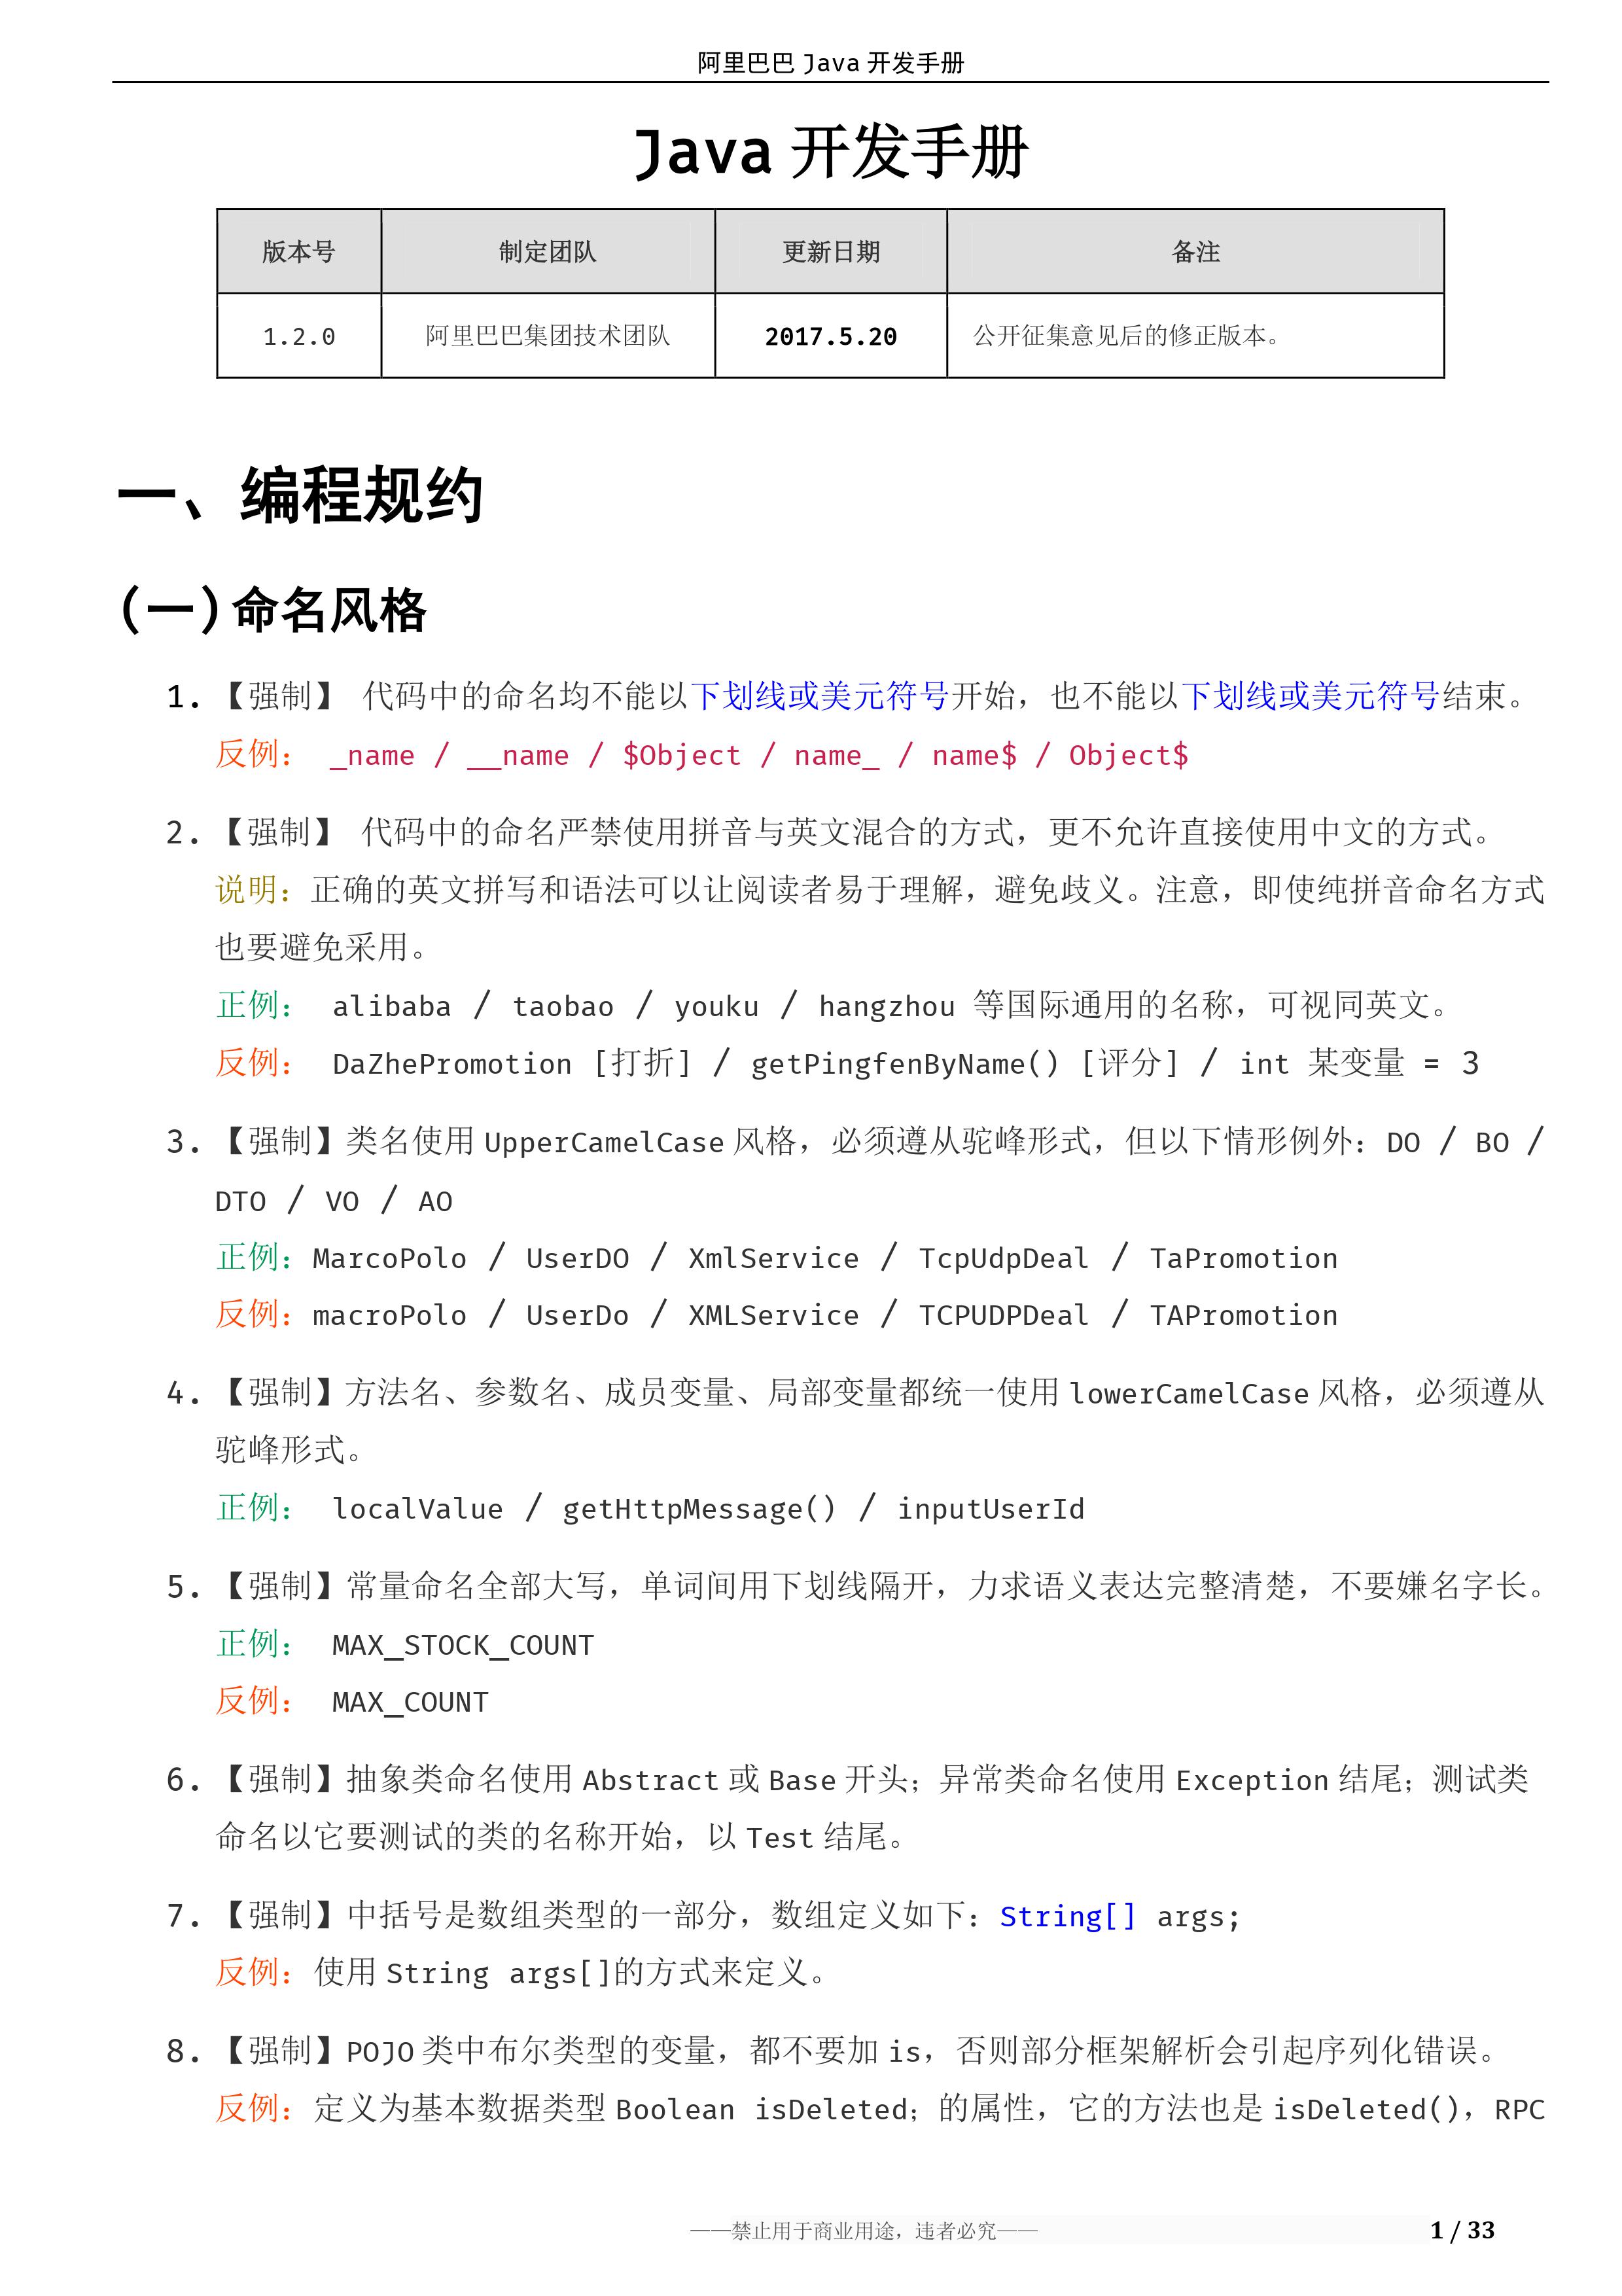 阿里巴巴 Java 开发手册
Java 开发手册
版本号 制定团队 更新日期 备注
1.2.0 阿里巴巴集团技术团队 2017.5.20 公开征集意见后的修正版本。
一、编程规约
(一)命名风格
1. 【强制】 代码中的命名均不能以下划线或美元符号开始，也不能以下划线或美元符号结束。
反例： _name / __name / $Object / name_ / name$ / Object$
2. 【强制】 代码中的命名严禁使用拼音与英文混合的方式，更不允许直接使用中文的方式。
说明：正确的英文拼写和语法可以让阅读者易于理解，避免歧义。注意，即使纯拼音命名方式
也要避免采用。
正例： alibaba / taobao / youku / hangzhou 等国际通用的名称，可视同英文。
反例： DaZhePromotion [打折] / getPingfenByName() [评分] / int 某变量 = 3
3. 【强制】类名使用 UpperCamelCase 风格，必须遵从驼峰形式，但以下情形例外：DO / BO /
DTO / VO / AO
正例：MarcoPolo / UserDO / XmlService / TcpUdpDeal / TaPromotion
反例：macroPolo / UserDo / XMLService / TCPUDPDeal / TAPromotion
4. 【强制】方法名、参数名、成员变量、局部变量都统一使用 lowerCamelCase 风格，必须遵从
驼峰形式。
正例： localValue / getHttpMessage() / inputUserId
5. 【强制】常量命名全部大写，单词间用下划线隔开，力求语义表达完整清楚，不要嫌名字长。
正例： MAX_STOCK_COUNT
反例： MAX_COUNT
6. 【强制】抽象类命名使用 Abstract 或 Base 开头；异常类命名使用 Exception 结尾；测试类
命名以它要测试的类的名称开始，以 Test 结尾。
7. 【强制】中括号是数组类型的一部分，数组定义如下：String[] args;
反例：使用 String args[]的方式来定义。
8. 【强制】POJO 类中布尔类型的变量，都不要加 is，否则部分框架解析会引起序列化错误。
反例：定义为基本数据类型 Boolean isDeleted；的属性，它的方法也是 isDeleted()，RPC
——禁止用于商业用途，违者必究——
1 / 33